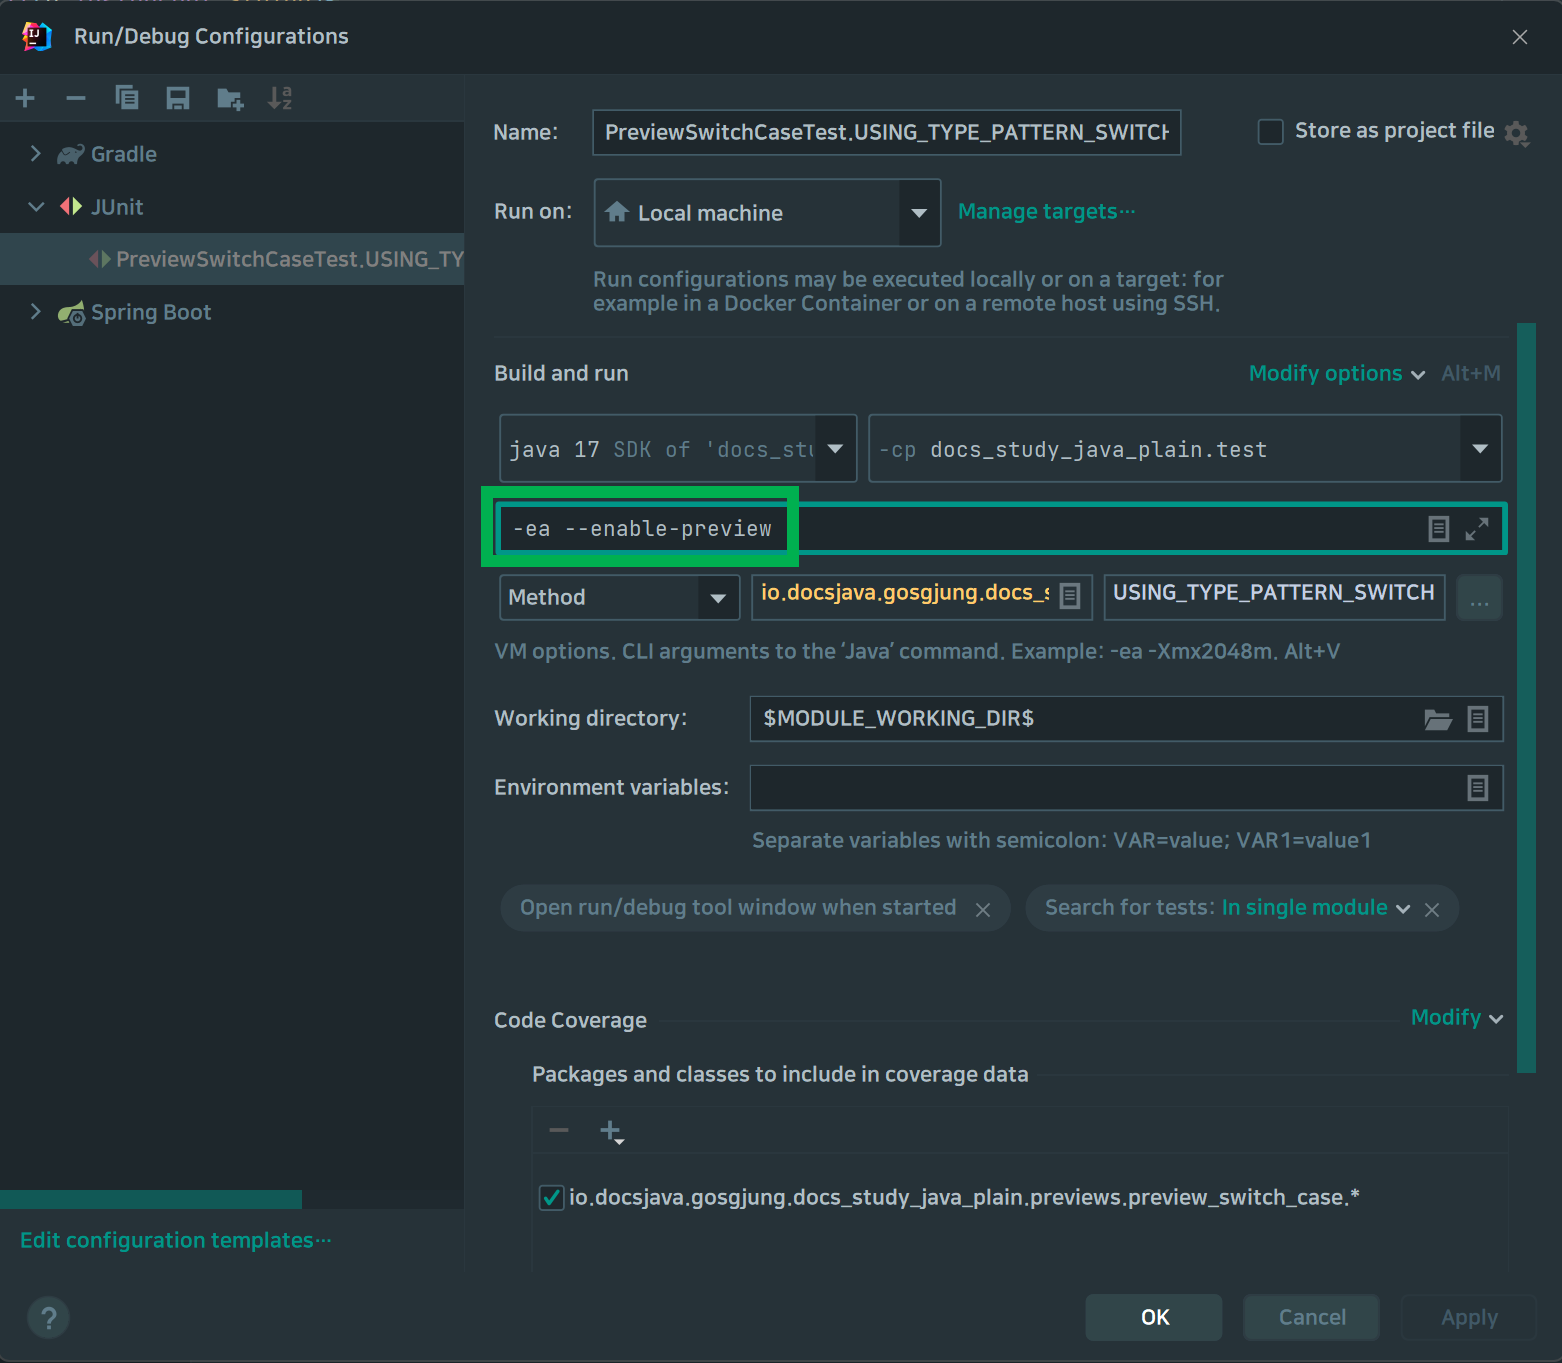 Run/Debug Configurations
Gradle
JUnit
PreviewSwitchCaseTest.USING_TY
Spring Boot
Edit configuration templates...
Name: PreviewSwitchCaseTest.USING_TYPE_PATTERN_SWITCH
Store as project file
Run on: Local machine
Manage targets...
Run configurations may be executed locally or on a target: for
example in a Docker Container or on a remote host using SSH.
Build and run
Modify options Alt+M
java 17 SDK of 'docs_stu
-cp docs_study_java_plain.test
-ea --enable-preview
Method
io.docsjava.gosgjung.docs_s
USING_TYPE_PATTERN_SWITCH
...
VM options. CLI arguments to the ‘Java’ command. Example: -ea -Xmx2048m. Alt+V
Working directory: $MODULE_WORKING_DIR$
Environment variables:
Separate variables with semicolon: VAR=value; VAR1=value1
Open run/debug tool window when started
Search for tests: In single module
Code Coverage
Modify
Packages and classes to include in coverage data
io.docsjava.gosgjung.docs_study_java_plain.previews.preview_switch_case.*
?
OK
Cancel
Apply